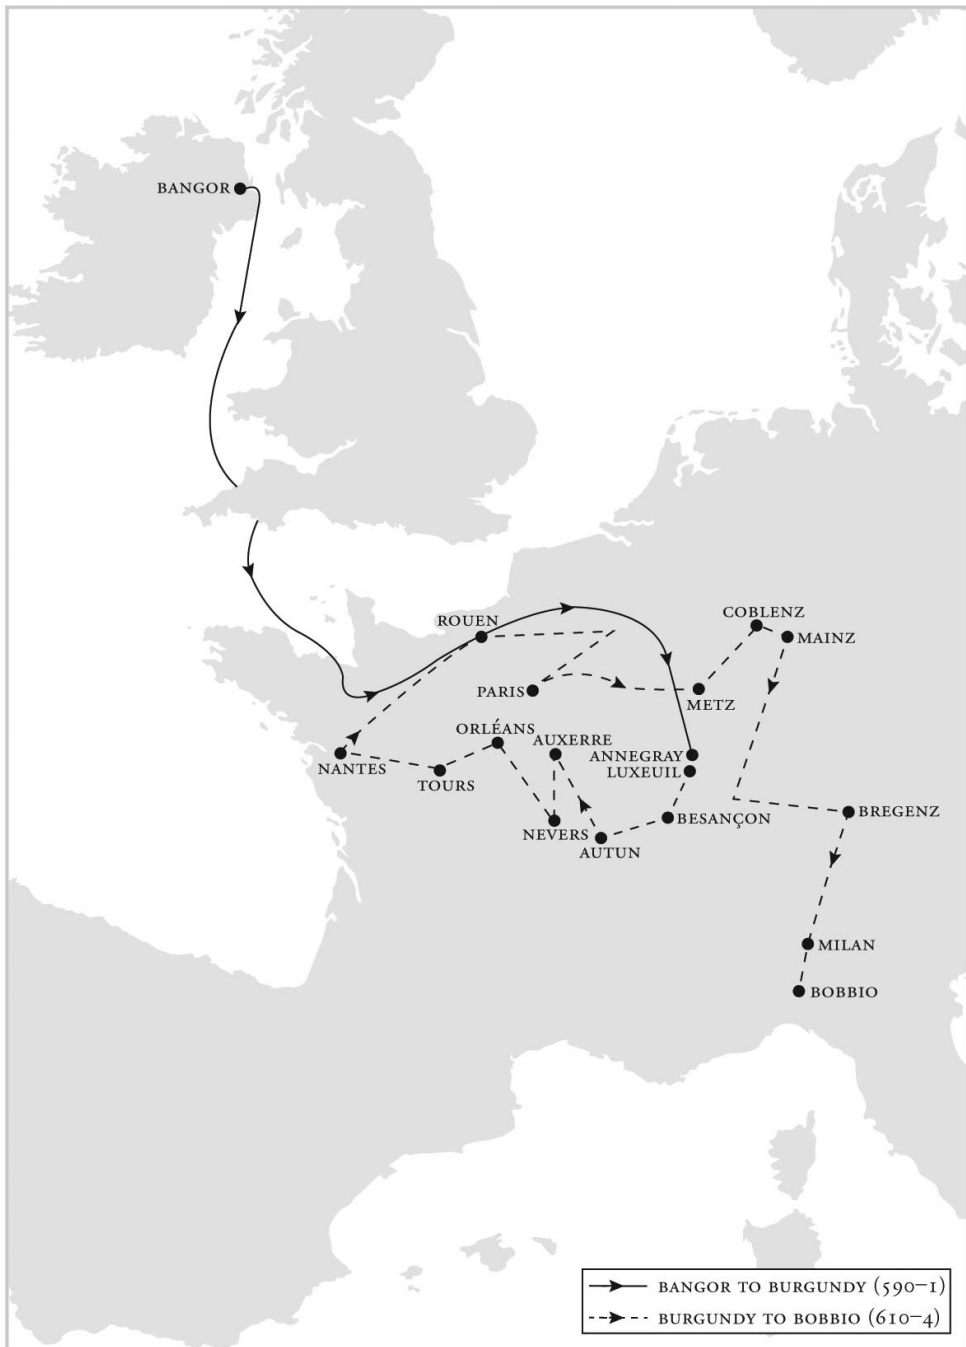 BANGOR
COBLENZ
ROUEN
MAINZ
PARIS
METZ
ORLÉANS
AUXERRE
ANNEGRAY
NANTES
LUXEUIL
TOURS
BREGENZ
BESANÇON
NEVERS
AUTUN
MILAN
BOBBIO
BANGOR TO BURGUNDY (590–1)
BURGUNDY TO BOBBIO (610–4)